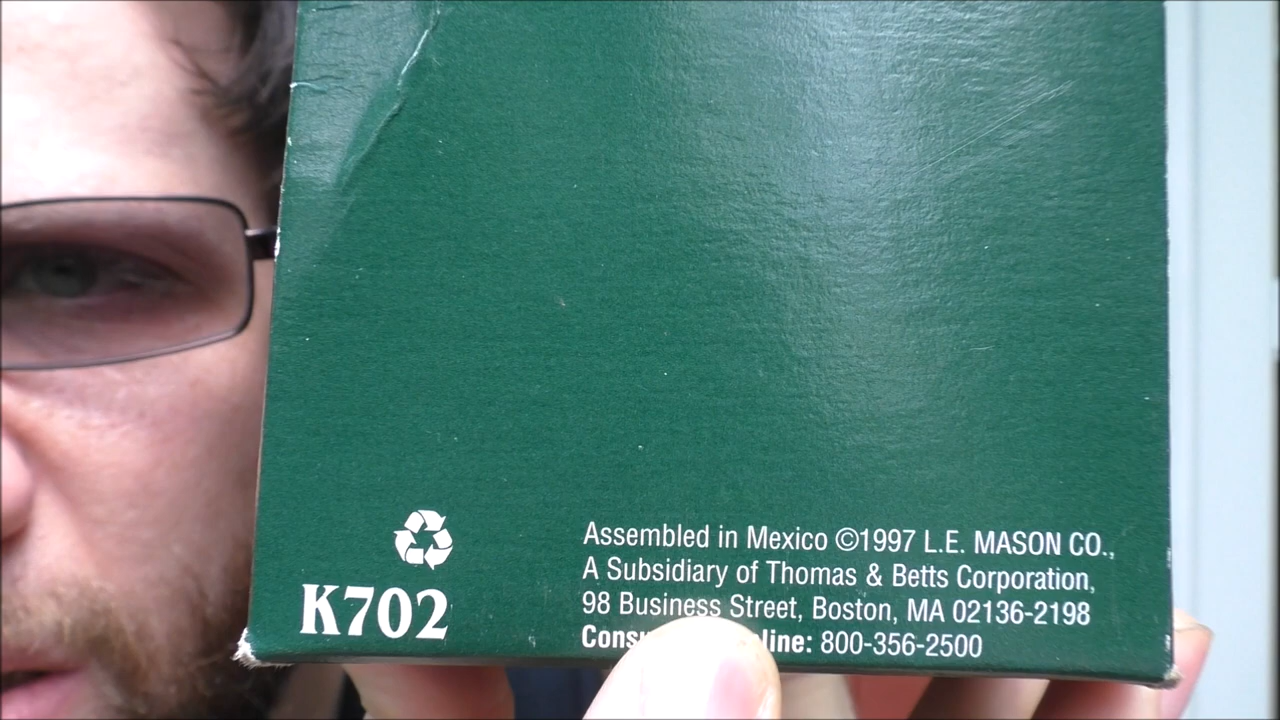 K702
Assembled in Mexico ©1997 L.E. MASON CO.,
A Subsidiary of Thomas & Betts Corporation,
98 Business Street, Boston, MA 02136-2198
800-356-2500